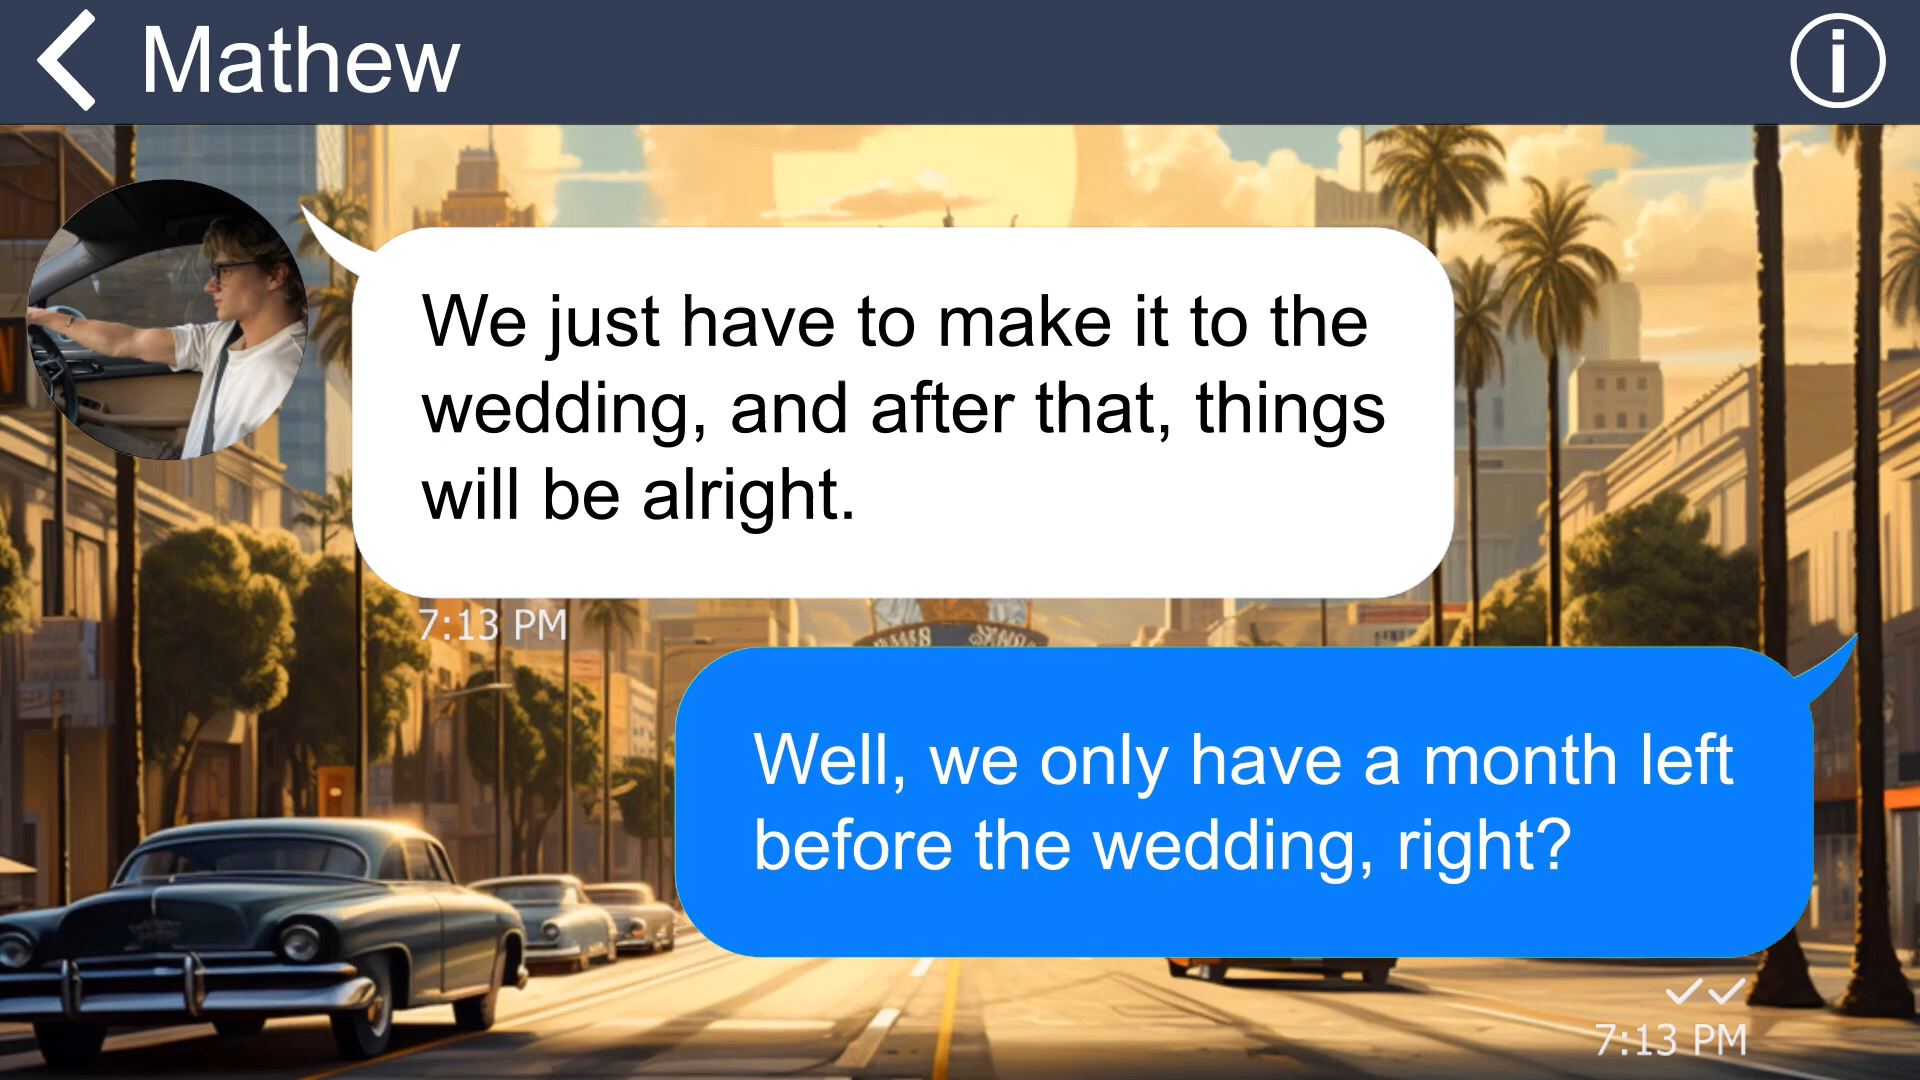 Mathew
We just have to make it to the
wedding, and after that, things
will be alright.
7:13 PM
Well, we only have a month left
before the wedding, right?
7:13 PM